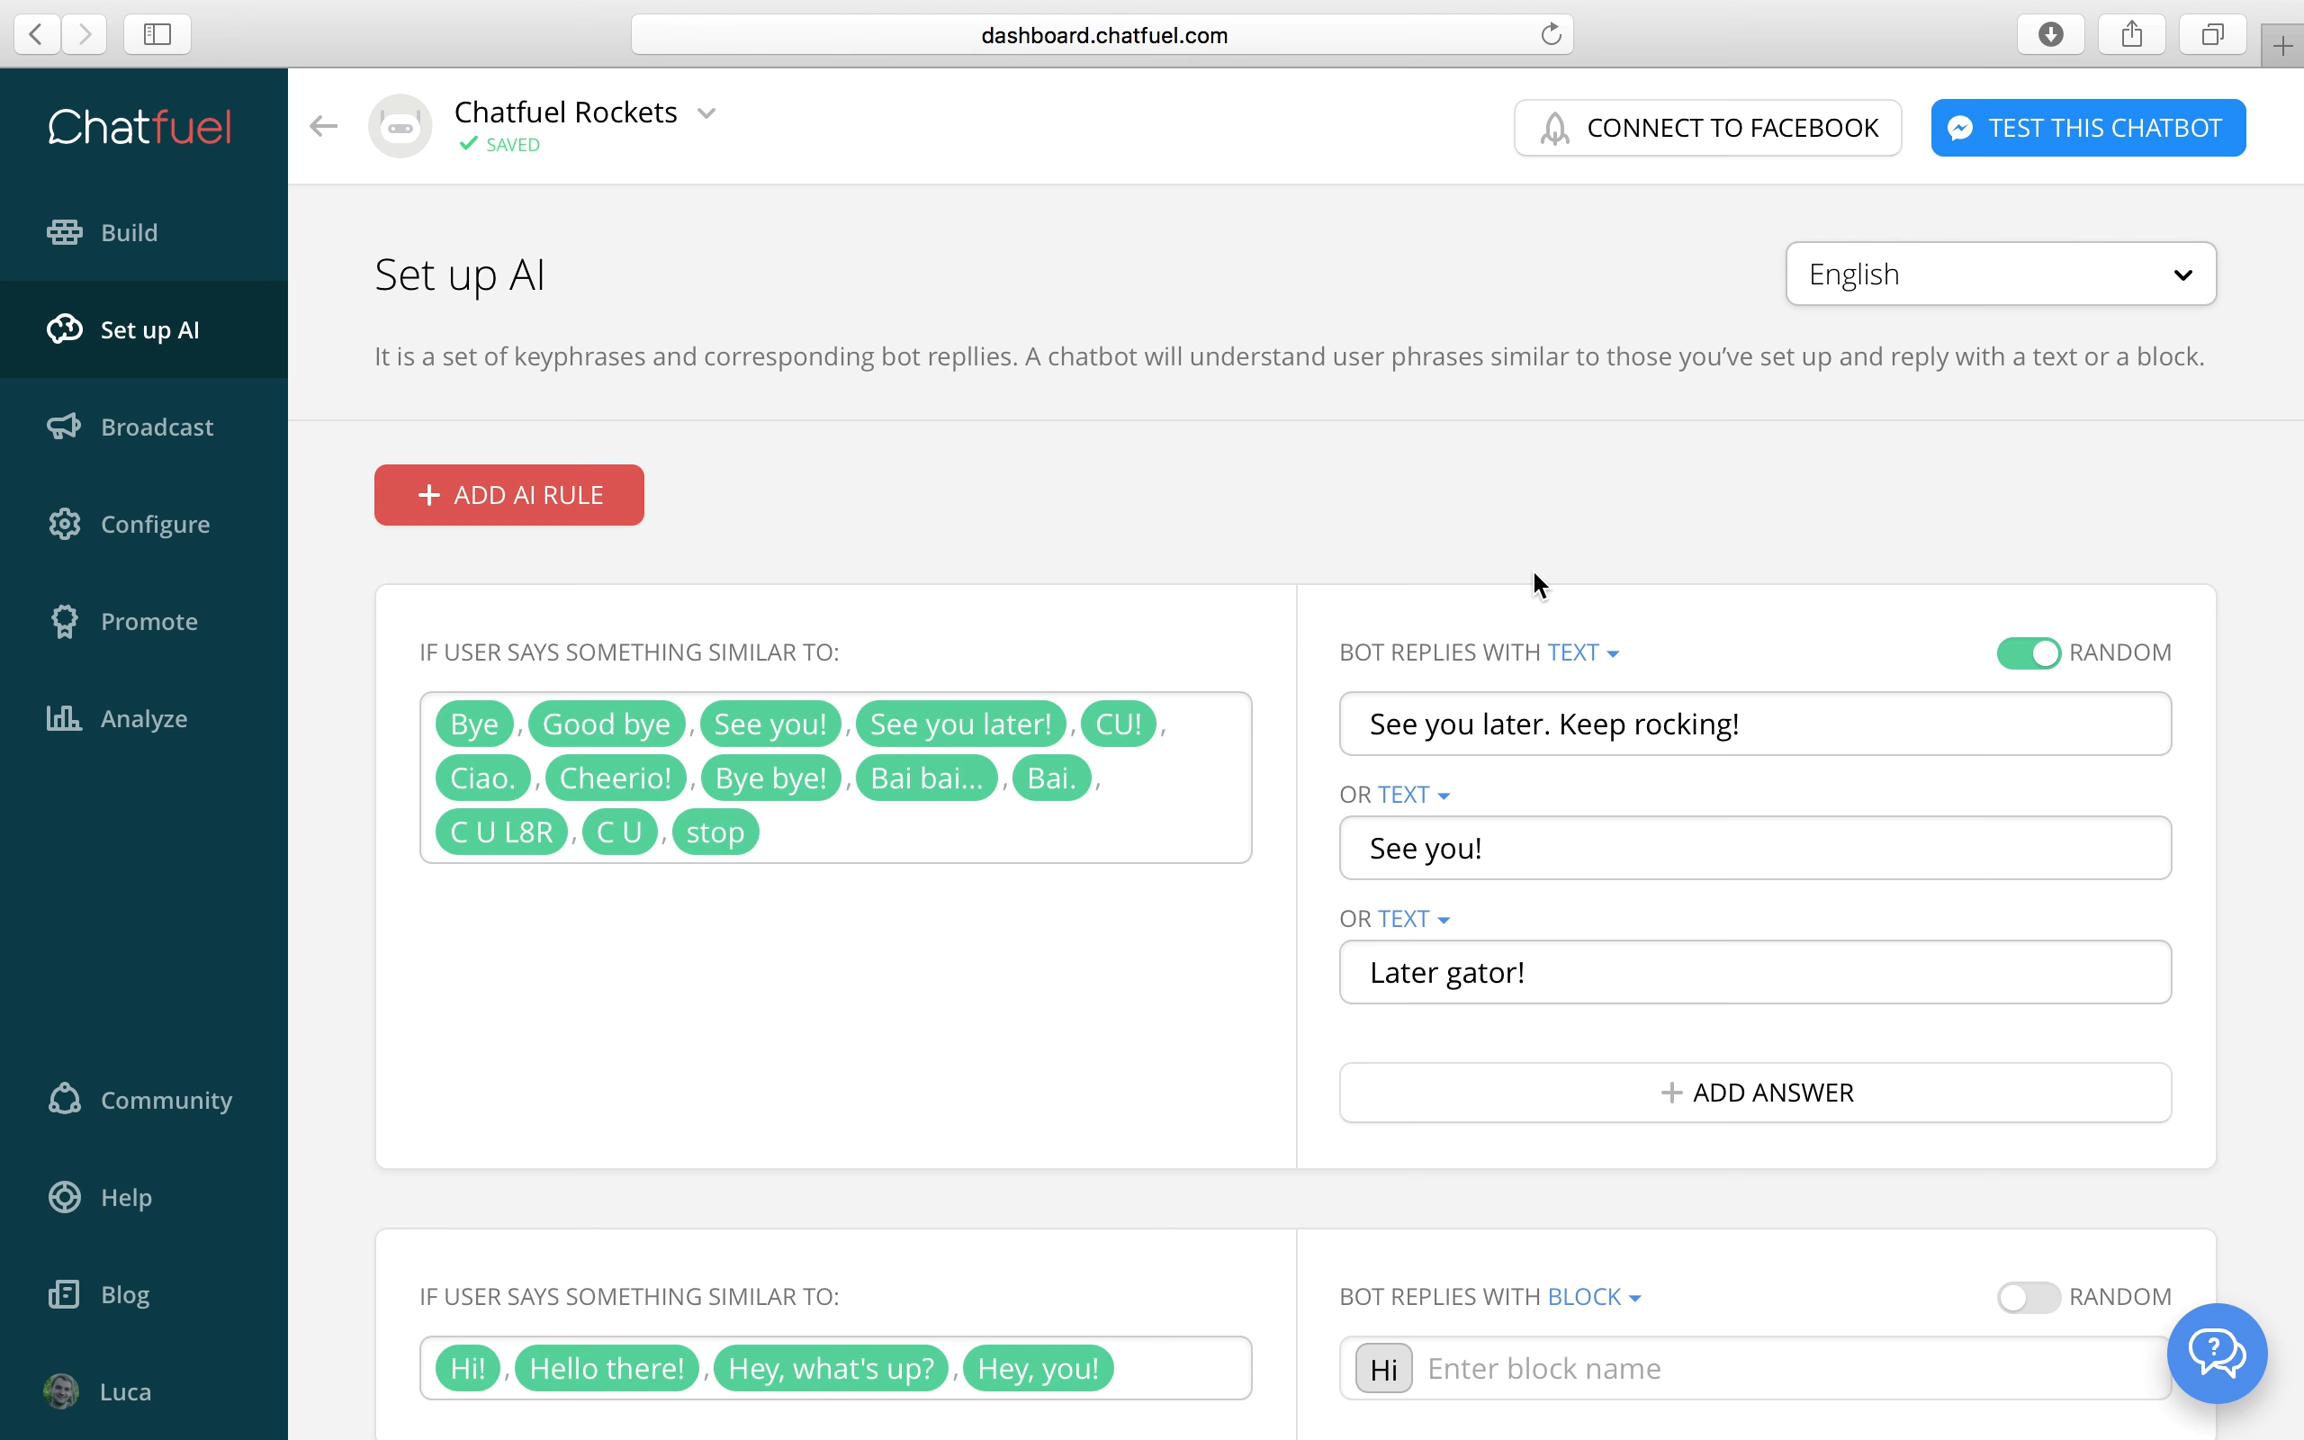 dashboard.chatfuel.com
Chatfuel
Chatfuel Rockets
SAVED
CONNECT TO FACEBOOK
TEST THIS CHATBOT
Build
Set up AI
Broadcast
Configure
Promote
Analyze
Community
Help
Blog
Luca
Set up AI
English
It is a set of keyphrases and corresponding bot repllies. A chatbot will understand user phrases similar to those you've set up and reply with a text or a block.
+ ADD AI RULE
IF USER SAYS SOMETHING SIMILAR TO:
Bye , Good bye , See you! , See you later! , CU! ,
Ciao. , Cheerio! , Bye bye! , Bai bai... , Bai. ,
C U L8R , C U , stop
BOT REPLIES WITH TEXT
RANDOM
See you later. Keep rocking!
OR TEXT
See you!
OR TEXT
Later gator!
+ ADD ANSWER
IF USER SAYS SOMETHING SIMILAR TO:
Hi! , Hello there! , Hey, what's up? , Hey, you!
BOT REPLIES WITH BLOCK
RANDOM
Hi Enter block name